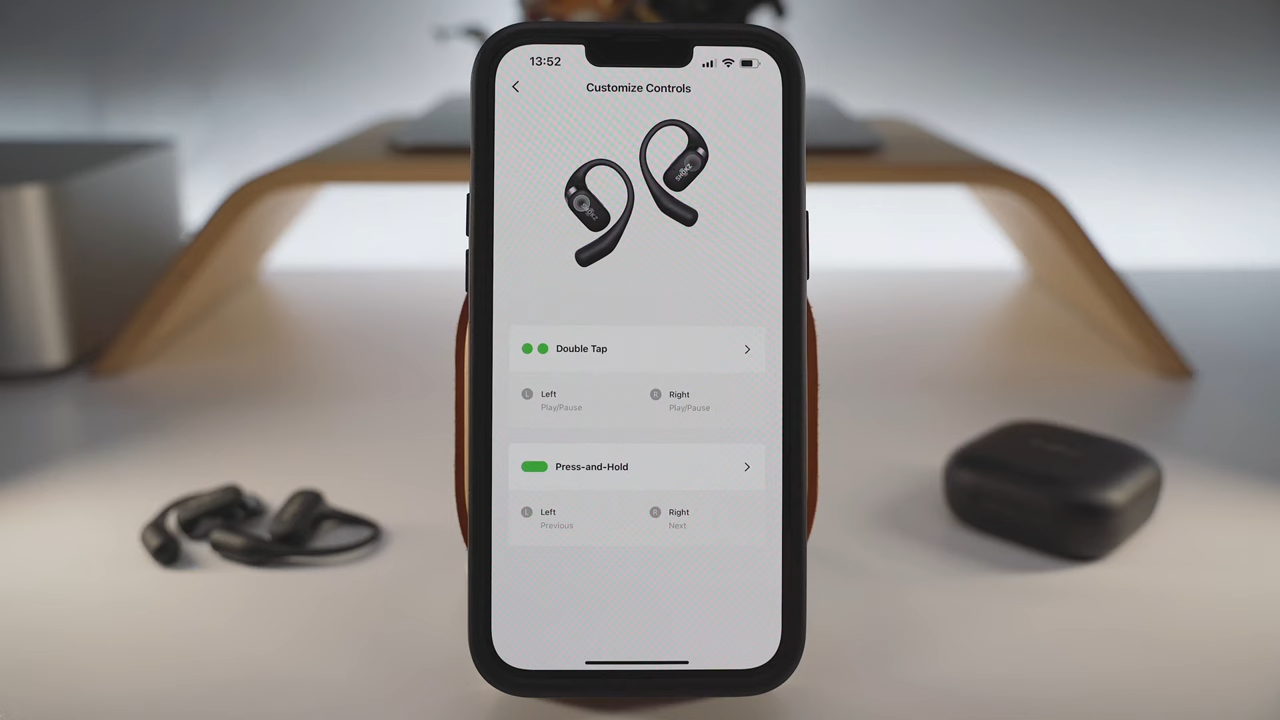 13:52
Customize Controls
Double Tap
L Left
Play/Pause
R Right
Play/Pause
Press-and-Hold
L Left
Previous
R Right
Next